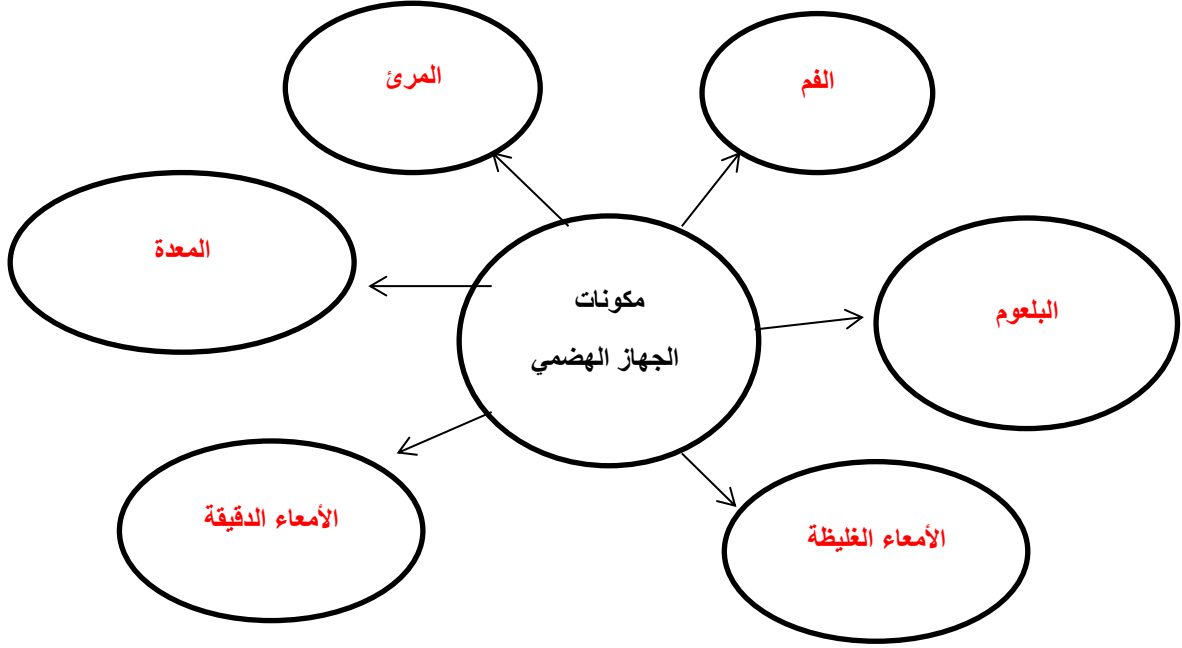 الفم
المرئ
المعدة
البلعوم
مكونات
الجهاز الهضمي
الأمعاء الدقيقة
الأمعاء الغليظة